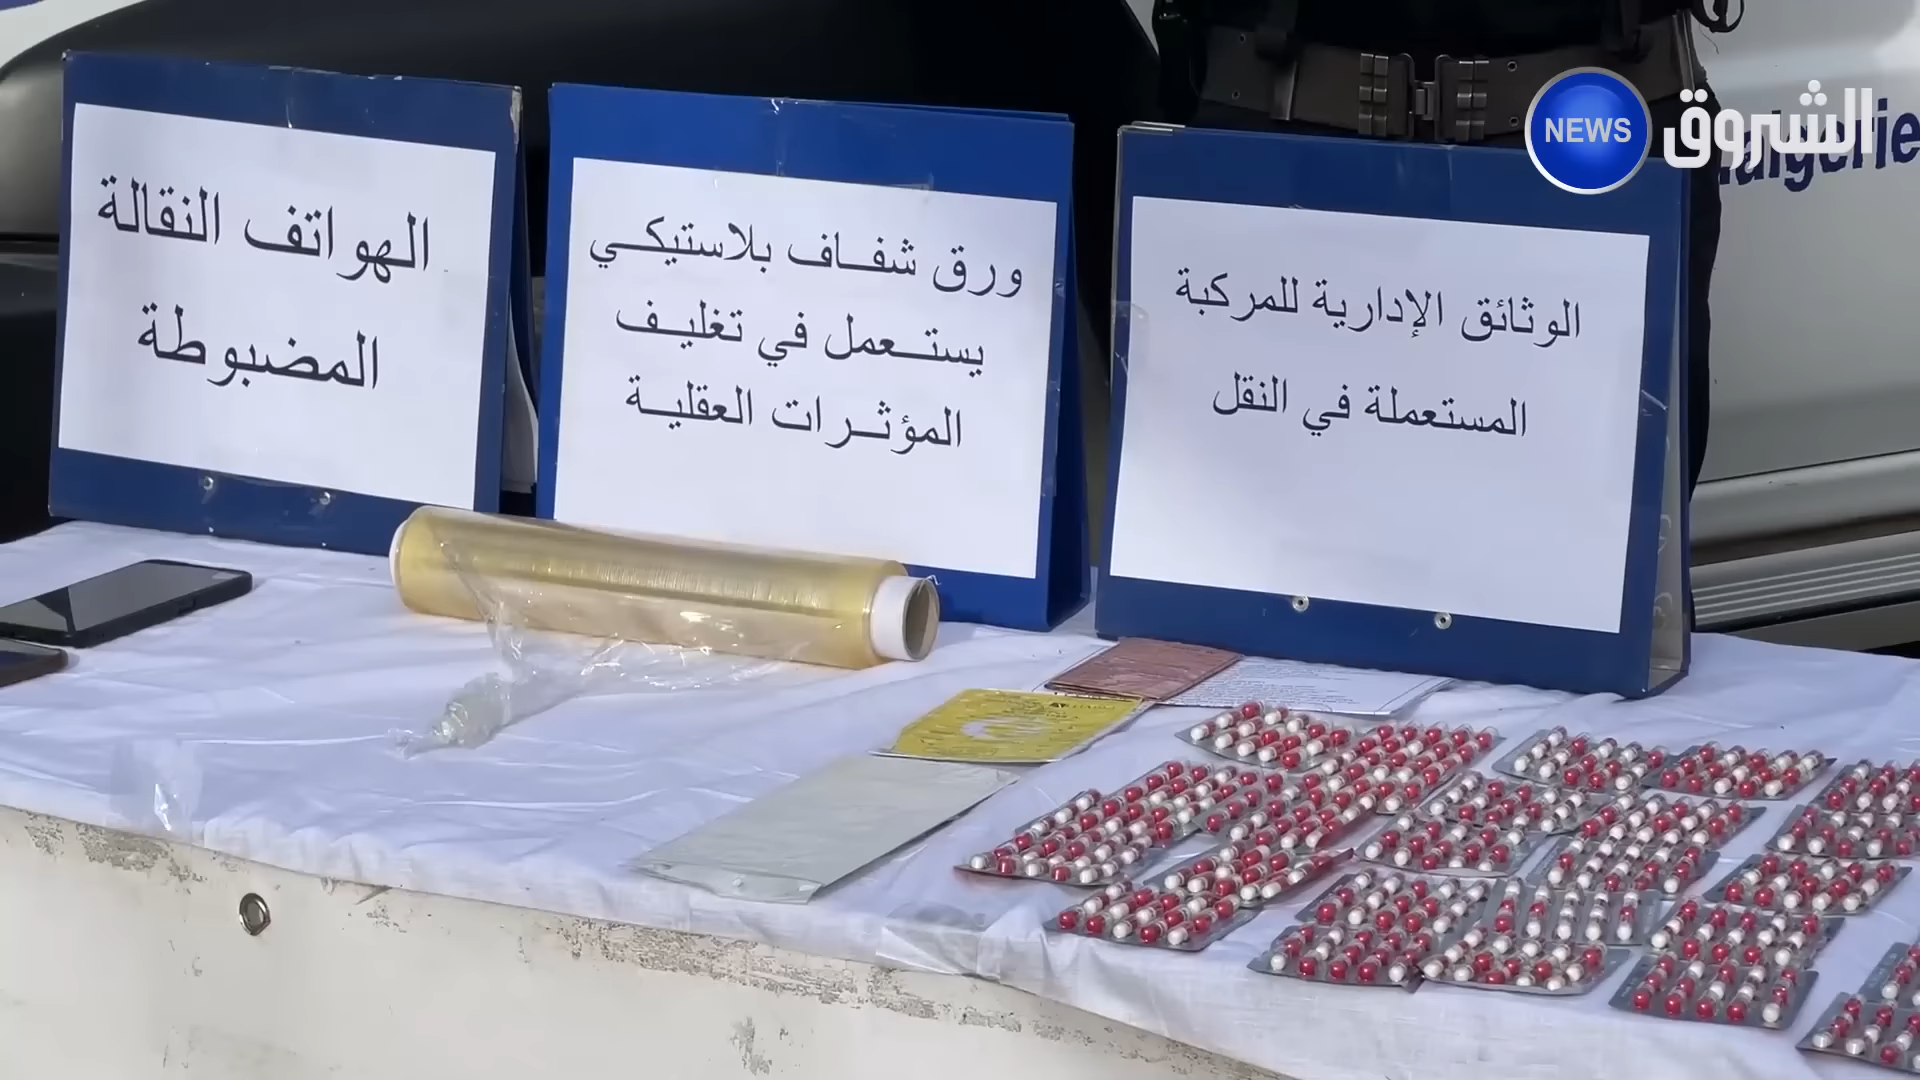 NEWS الشروق
algerie
الهواتف النقالة
المضبوطة
ورق شفاف بلاستيكي
يستعمل في تغليف
المؤثرات العقلية
الوثائق الإدارية للمركبة
المستعملة في النقل